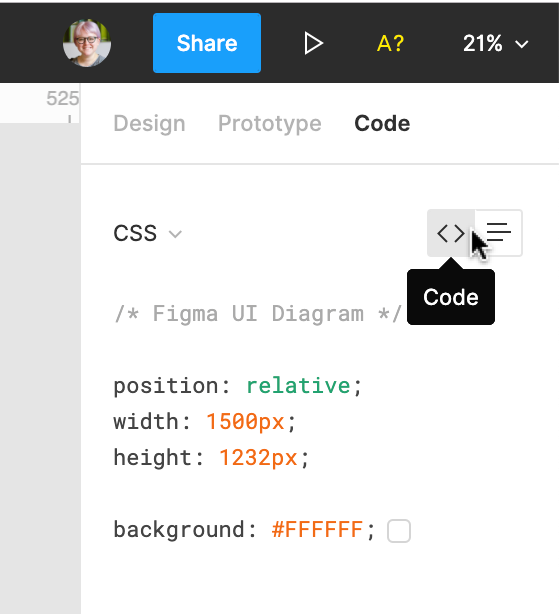 Share A? 21%
525
Design Prototype Code
CSS <>
Code
/* Figma UI Diagram */
position: relative;
width: 1500px;
height: 1232px;
background: #FFFFFF;